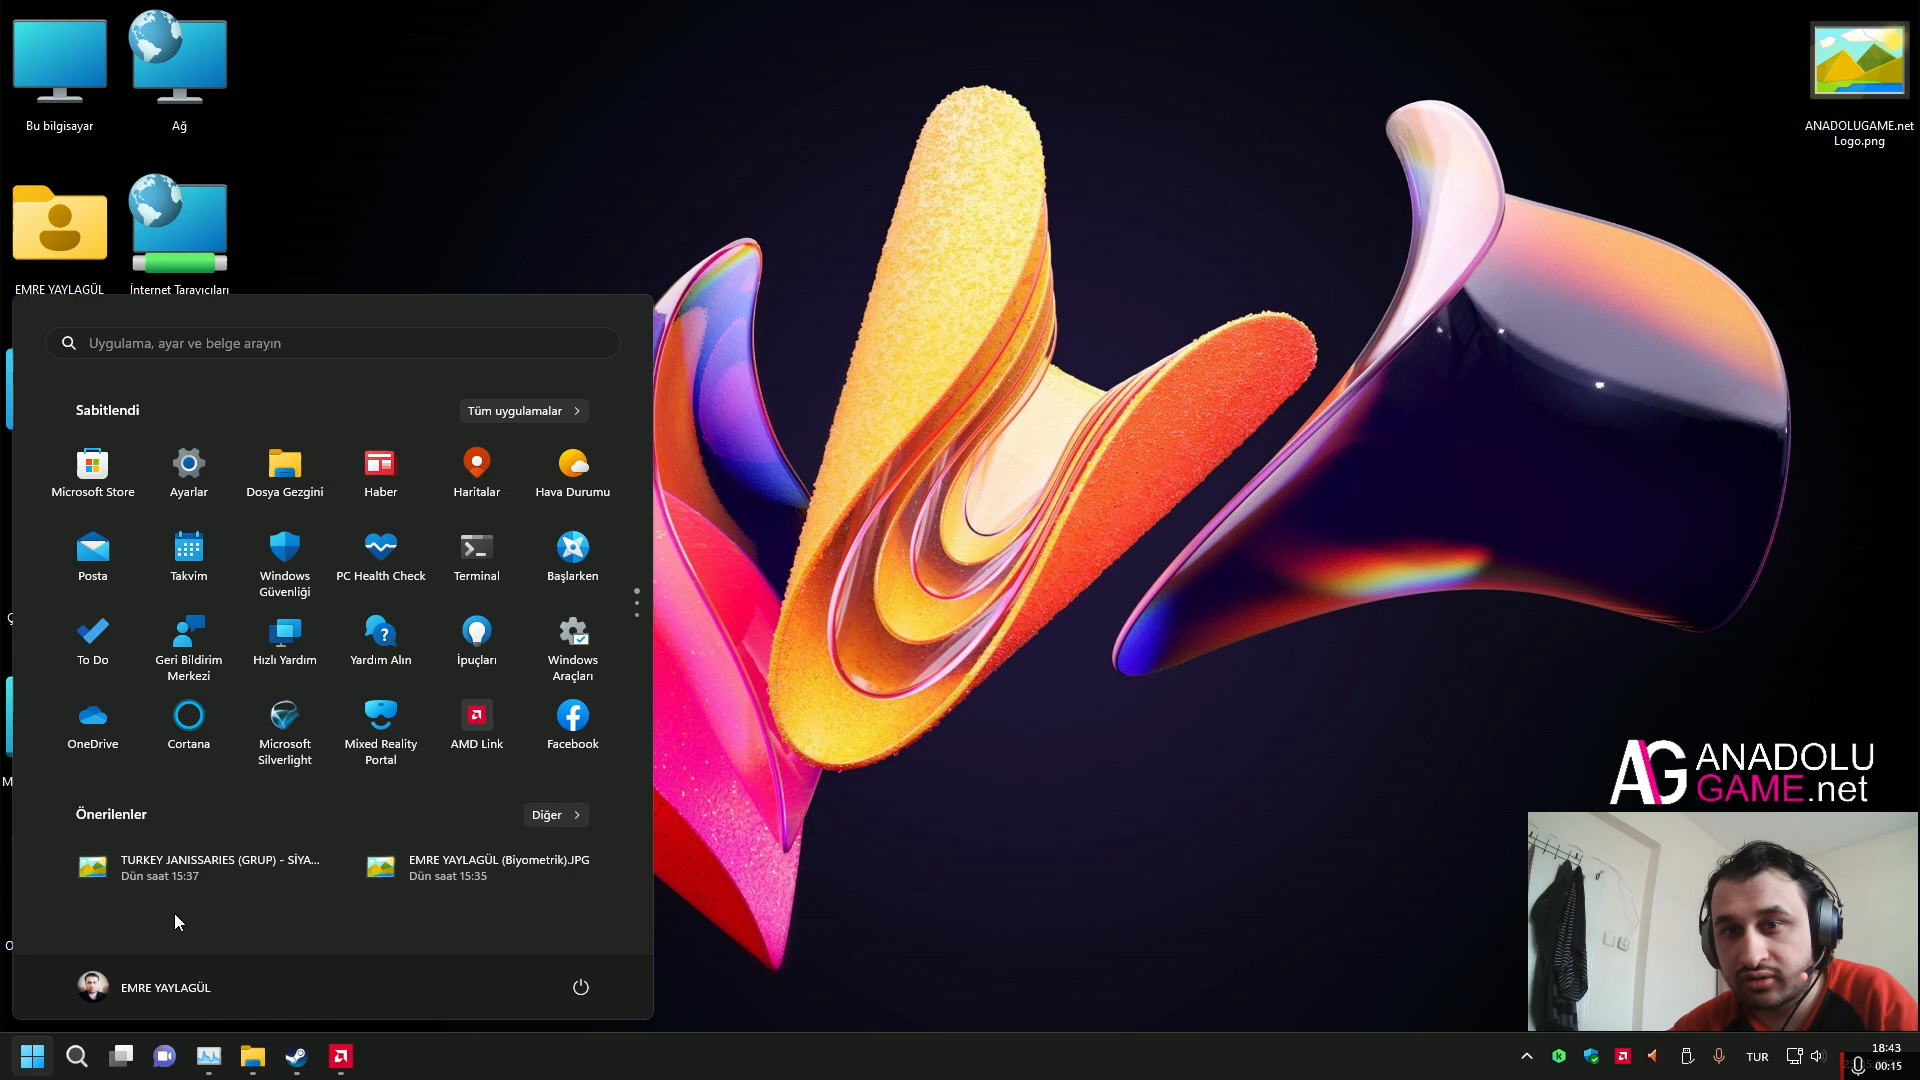 Bu bilgisayar
Ağ
ANADOLUGAME.net
Logo.png
EMRE YAYLAGÜL
İnternet Tarayıcıları
Uygulama, ayar ve belge arayın
Sabitlendi
Tüm uygulamalar
Microsoft Store
Ayarlar
Dosya Gezgini
Haber
Haritalar
Hava Durumu
Posta
Takvim
Windows
Güvenliği
PC Health Check
Terminal
Başlarken
To Do
Geri Bildirim
Merkezi
Hızlı Yardım
Yardım Alın
İpuçları
Windows
Araçları
OneDrive
Cortana
Microsoft
Silverlight
Mixed Reality
Portal
AMD Link
Facebook
Önerilenler
Diğer
TURKEY JANISSARIES (GRUP) - SİYA...
Dün saat 15:37
EMRE YAYLAGÜL (Biyometrik).JPG
Dün saat 15:35
EMRE YAYLAGÜL
AG ANADOLU
GAME.net
TUR
18:43
00:15